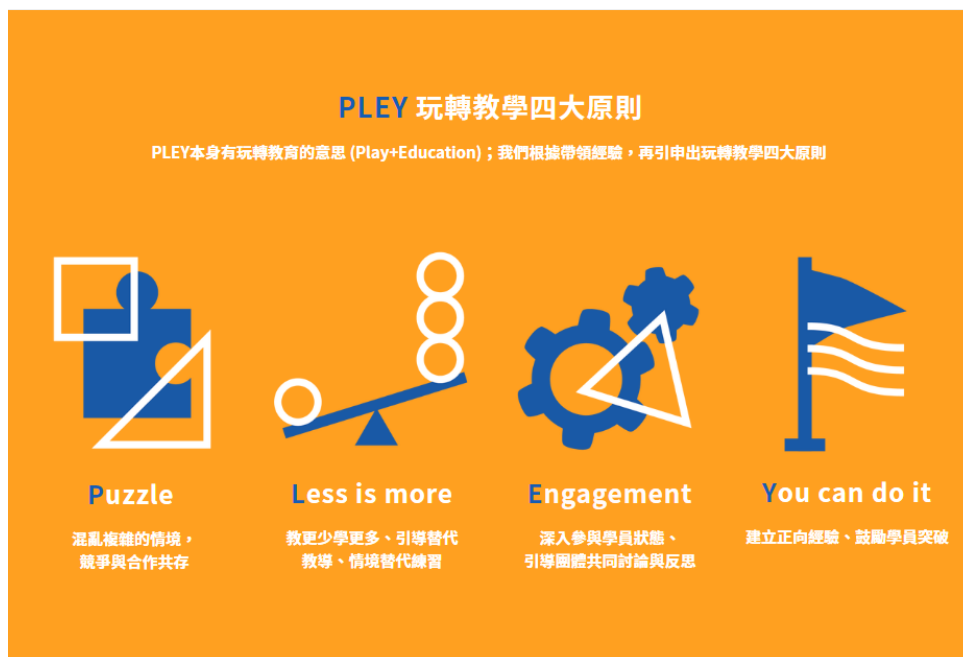 PLEY 玩轉教學四大原則
PLEY本身有玩轉教育的意思 (Play+Education)；我們根據帶領經驗，再引申出玩轉教學四大原則
Puzzle
混亂複雜的情境，
競爭與合作共存
Less is more
教更少學更多、引導替代
教導、情境替代練習
Engagement
深入參與學員狀態、
引導團體共同討論與反思
You can do it
建立正向經驗、鼓勵學員突破